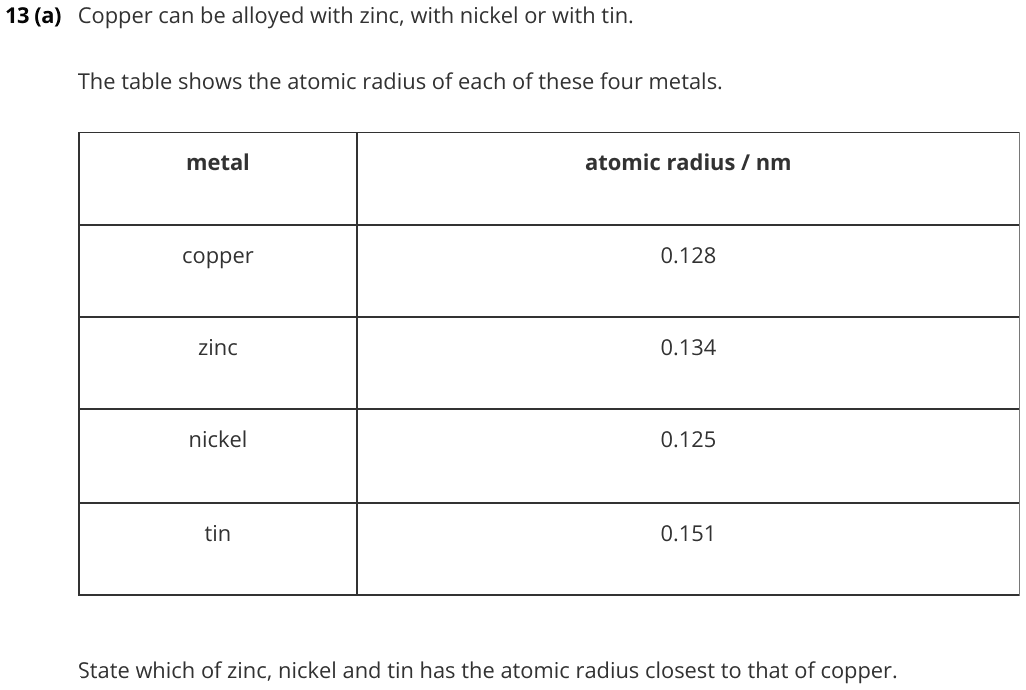 13 (a) Copper can be alloyed with zinc, with nickel or with tin.
The table shows the atomic radius of each of these four metals.
metal atomic radius / nm
copper 0.128
zinc 0.134
nickel 0.125
tin 0.151
State which of zinc, nickel and tin has the atomic radius closest to that of copper.